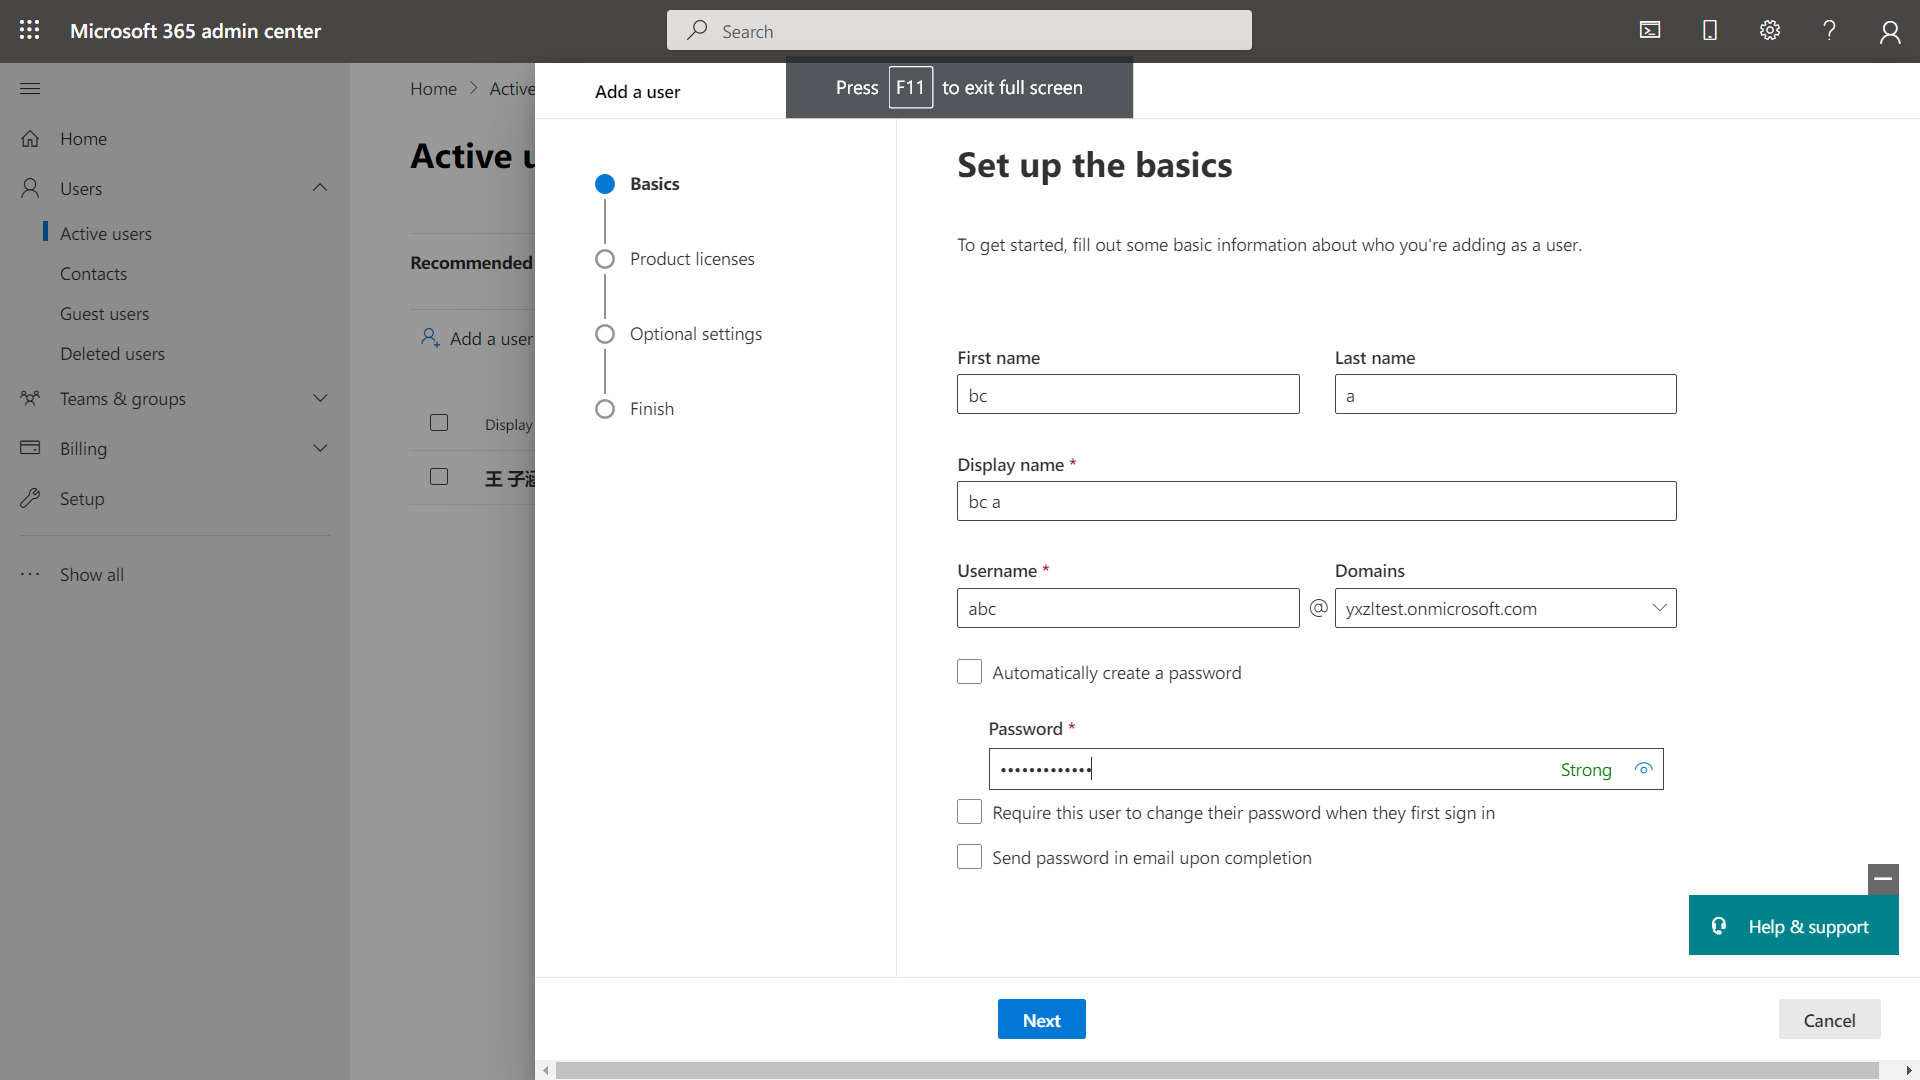 Microsoft 365 admin center
Search
Press F11 to exit full screen
Home
Users
Active users
Contacts
Guest users
Deleted users
Teams & groups
Billing
Setup
Show all
Home > Active
Active u
Recommended
Add a user
Display
王 子涵
Add a user
Basics
Product licenses
Optional settings
Finish
Set up the basics
To get started, fill out some basic information about who you're adding as a user.
First name
Last name
bc
a
Display name *
bc a
Username *
Domains
abc
@
yxzltest.onmicrosoft.com
Automatically create a password
Password *
•••••••••••••
Strong
Require this user to change their password when they first sign in
Send password in email upon completion
Help & support
Next
Cancel